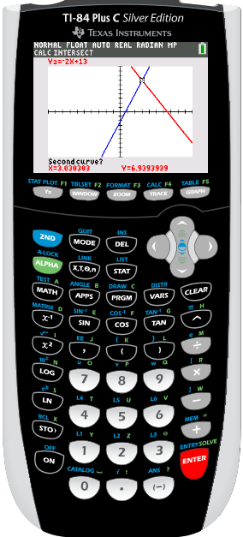 TI-84 Plus C Silver Edition
TEXAS INSTRUMENTS
NORMAL FLOAT AUTO REAL RADIAN MP
CALC INTERSECT
Y2=-2X+13
Second curve?
X=3.030303 Y=6.9393939
STAT PLOT F1 TBLSET F2 FORMAT F3 CALC F4 TABLE F5
Y= WINDOW ZOOM TRACE GRAPH
QUIT INS
2ND MODE DEL
A-LOCK LINK LIST
ALPHA X,T,θ,n STAT
TEST A ANGLE B DRAW C DISTR
MATH APPS PRGM VARS CLEAR
MATRIX D SIN-1 E COS-1 F TAN-1 G π H
X-1 SIN COS TAN ^
√ I EE J { K } L e M
X2 , ( ) ÷
10x N u O v P w Q [ R
LOG 7 8 9 ×
ex S L4 T L5 U L6 V ] W
LN 4 5 6 −
RCL X L1 Y L2 Z L3 θ MEM "
STO› 1 2 3 +
OFF CATALOG i : ANS ? ENTRY SOLVE
ON 0 . (−) ENTER